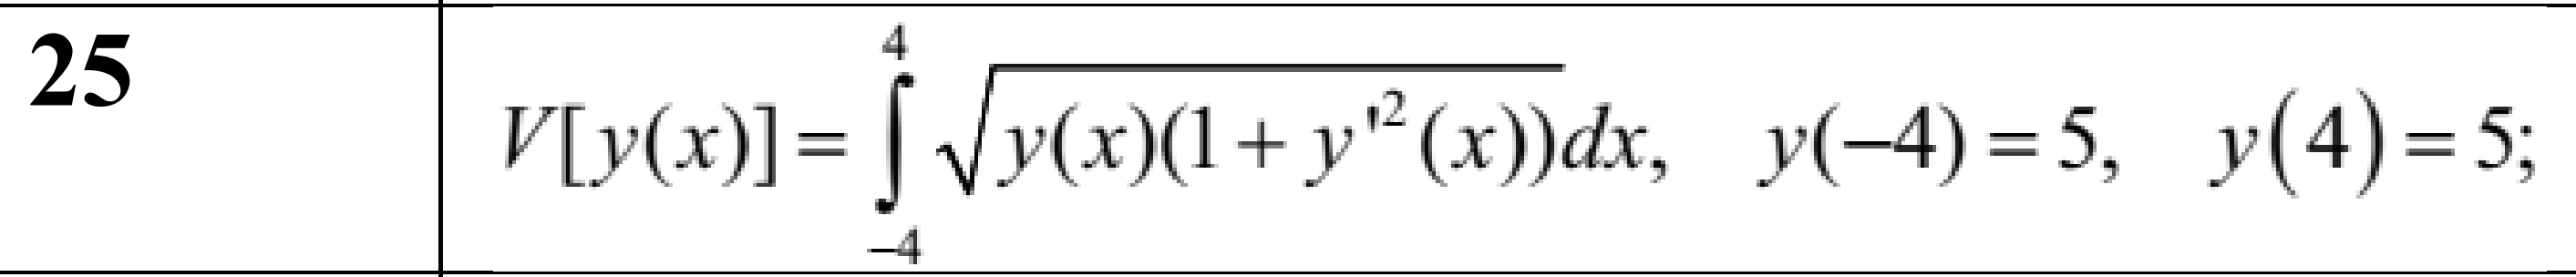 25 V[y(x)] = ∫_{-4}^{4} √(y(x)(1 + y'²(x))) dx, y(−4) = 5, y(4) = 5;